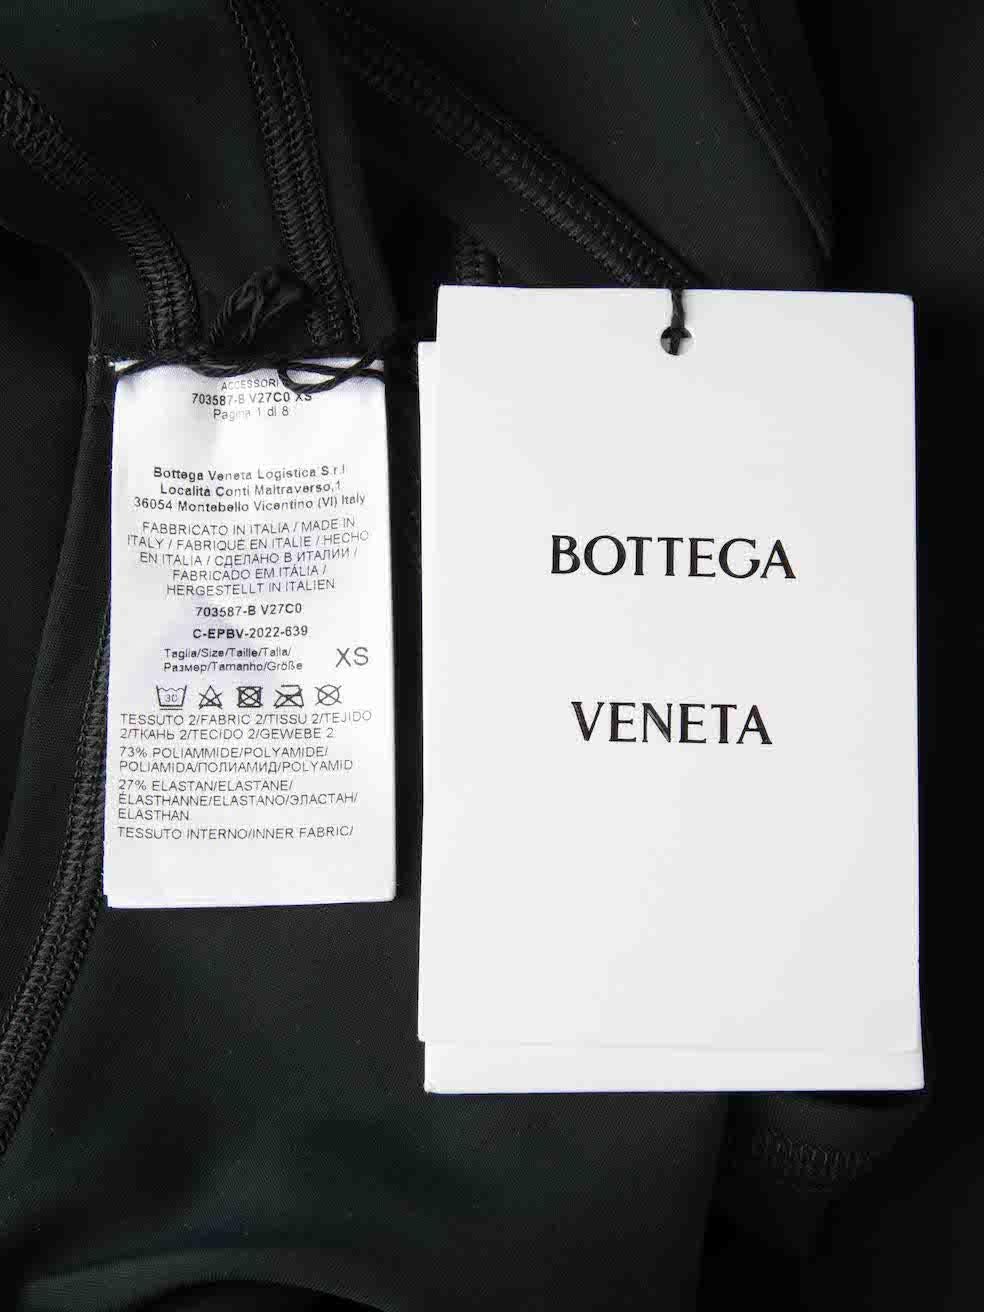 ACCESSORI
703587-B V27C0 XS
Pagina 1 di 8
Bottega Veneta Logistica S.r.l
Località Conti Maltraverso,1
36054 Montebello Vicentino (VI) Italy
FABBRICATO IN ITALIA / MADE IN
ITALY / FABRIQUÉ EN ITALIE / HECHO
EN ITALIA / СДЕЛАНО В ИТАЛИИ /
FABRICADO EM ITÁLIA /
HERGESTELLT IN ITALIEN
703587-B V27C0
C-EPBV-2022-639
Taglia/Size/Taille/Talla/
Размер/Tamanho/Größe
XS
30
TESSUTO 2/FABRIC 2/TISSU 2/TEJIDO
2/ТКАНЬ 2/TECIDO 2/GEWEBE 2
73% POLIAMMIDE/POLYAMIDE/
POLIAMIDA/ПОЛИАМИД/POLYAMID
27% ELASTAN/ELASTANE/
ÉLASTHANNE/ELASTANO/ЭЛАСТАН/
ELASTHAN
TESSUTO INTERNO/INNER FABRIC/
BOTTEGA
VENETA